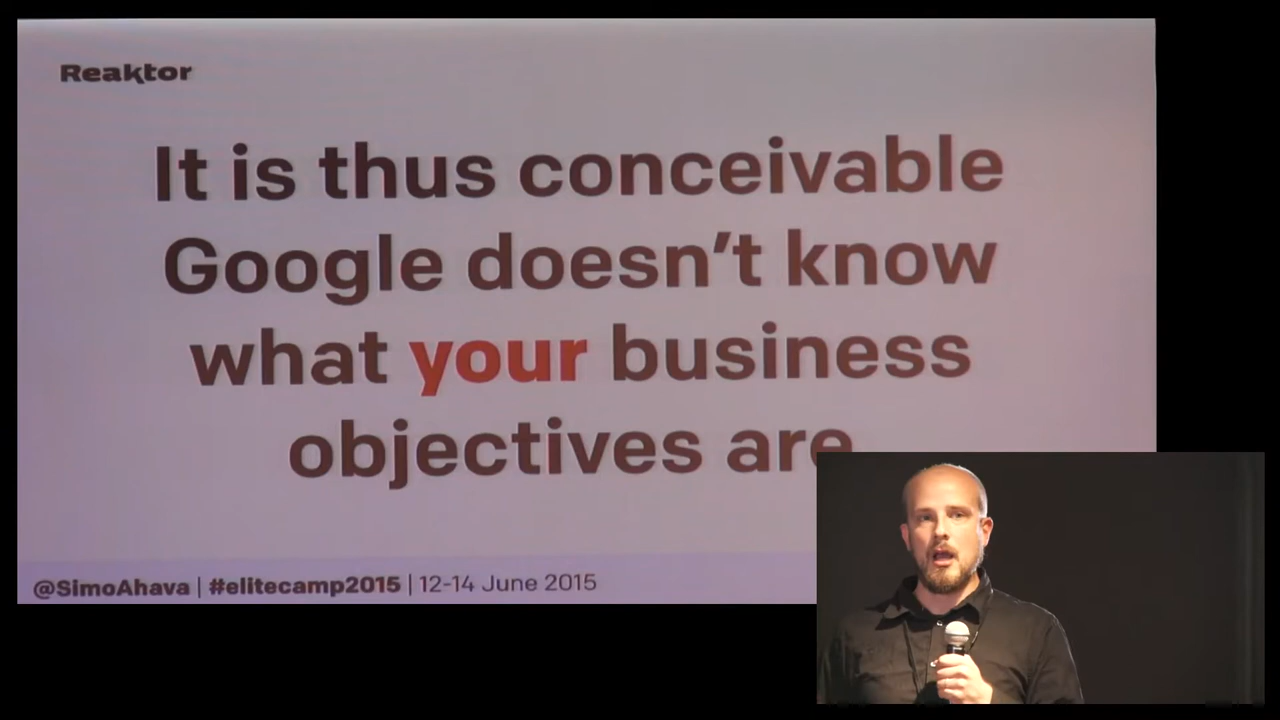 Reaktor
It is thus conceivable
Google doesn’t know
what your business
objectives are
@SimoAhava | #elitecamp2015 | 12-14 June 2015